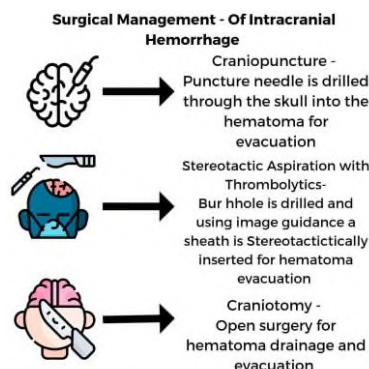 Surgical Management - Of Intracranial
Hemorrhage
Craniopuncture -
Puncture needle is drilled
through the skull into the
hematoma for
evacuation
Stereotactic Aspiration with
Thrombolytics-
Bur hhole is drilled and
using image guidance a
sheath is Stereotactictically
inserted for hematoma
evacuation
Craniotomy -
Open surgery for
hematoma drainage and
evacuation